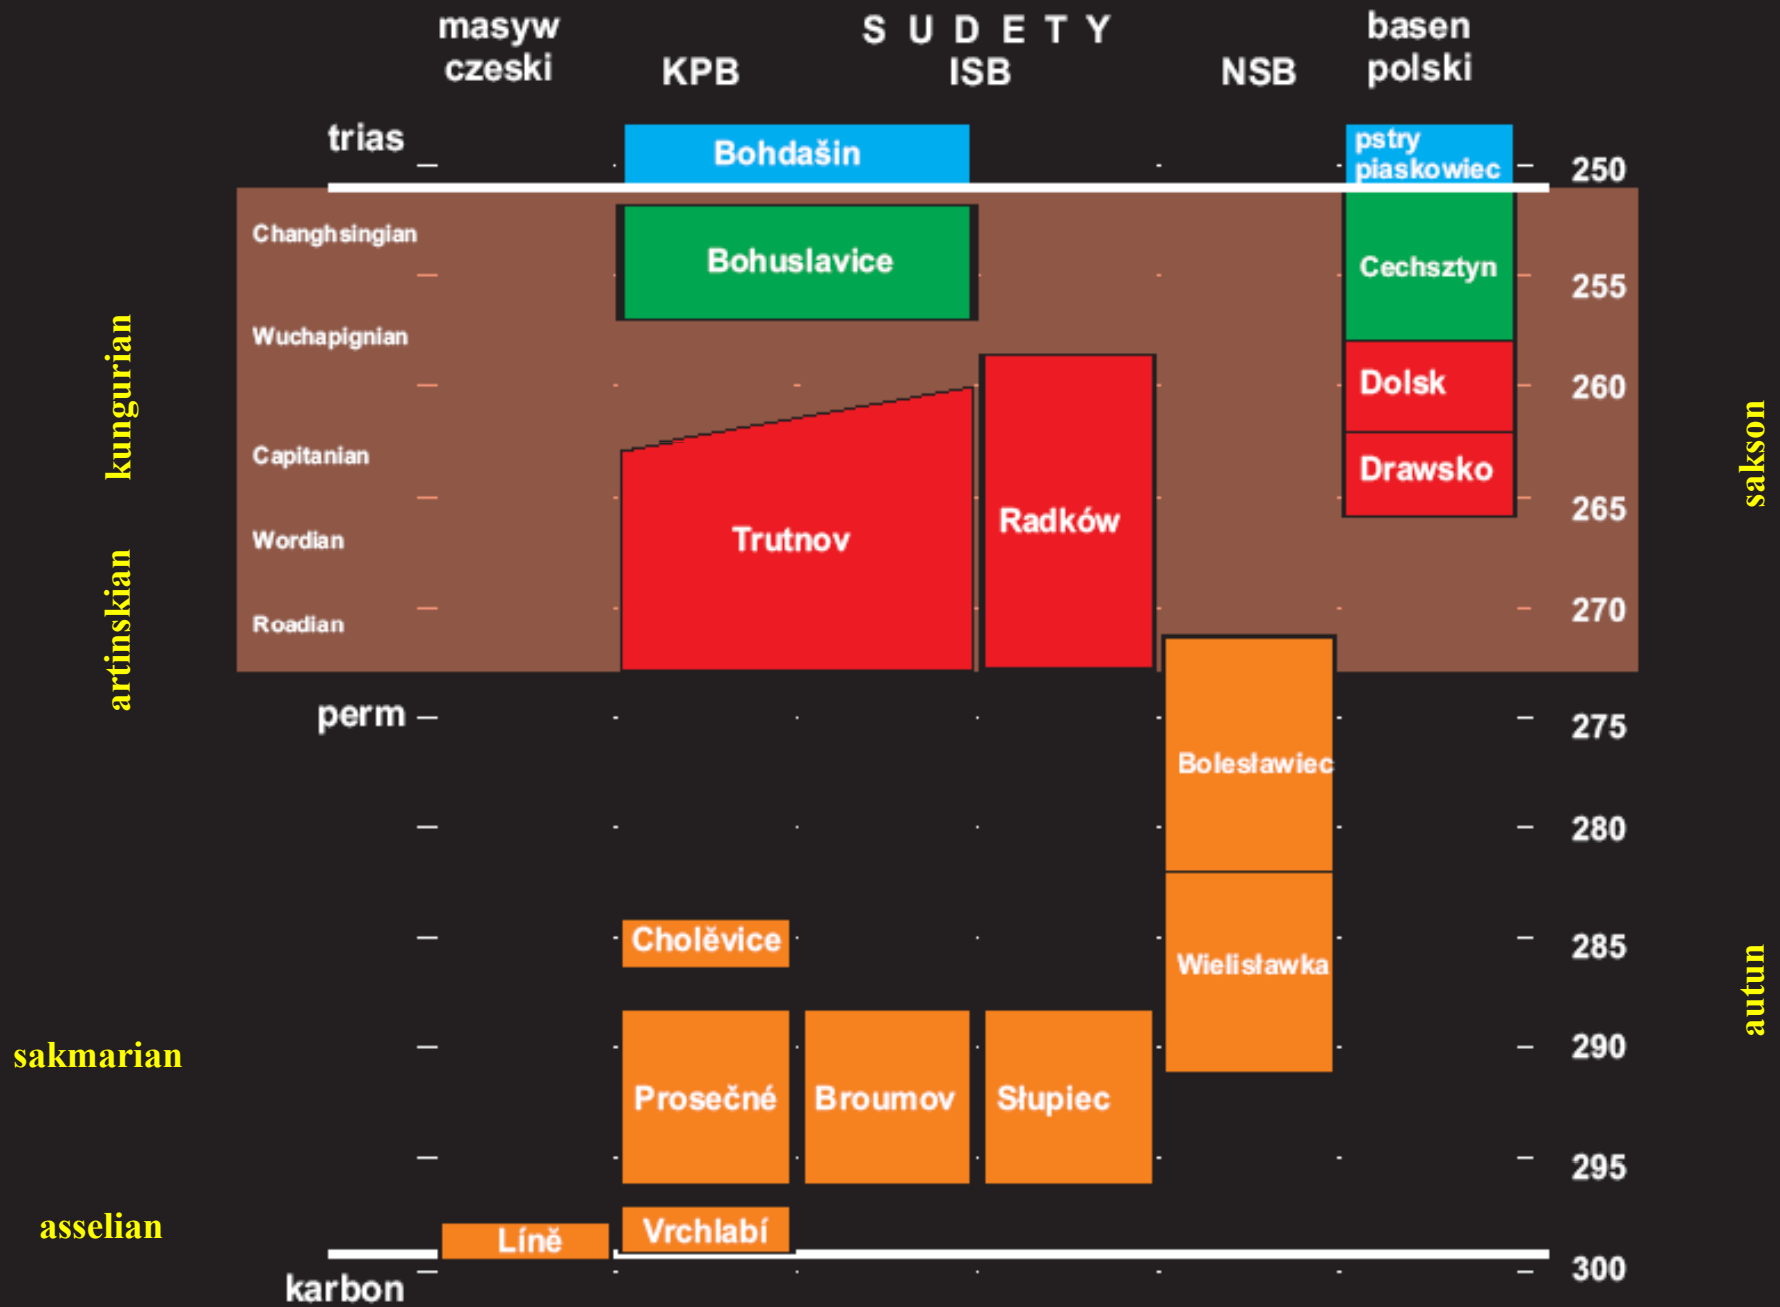 masyw
czeski
S U D E T Y
KPB
ISB
NSB
basen
polski
trias
Bohdašin
pstry
piaskowiec
250
Changhsingian
Bohuslavice
Cechsztyn
255
Wuchapignian
kungurian
Dolsk
260
sakson
Capitanian
Drawsko
265
Radków
Wordian
Trutnov
artinskian
Roadian
270
perm
275
Bolesławiec
280
Cholěvice
285
Wielisławka
autun
sakmarian
290
Prosečné
Broumov
Słupiec
295
asselian
Líně
Vrchlabí
karbon
300